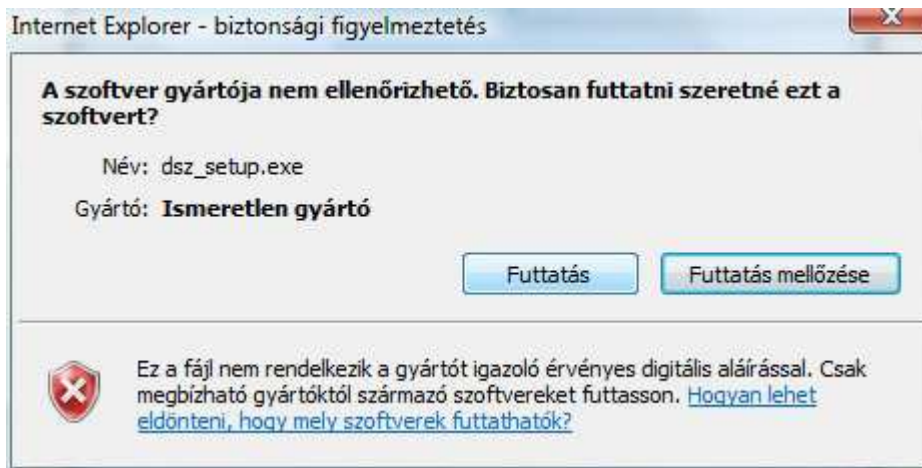 Internet Explorer - biztonsági figyelmeztetés
A szoftver gyártója nem ellenőrizhető. Biztosan futtatni szeretné ezt a
szoftvert?
Név: dsz_setup.exe
Gyártó: Ismeretlen gyártó
Futtatás Futtatás mellőzése
Ez a fájl nem rendelkezik a gyártót igazoló érvényes digitális aláírással. Csak
megbízható gyártóktól származó szoftvereket futtasson. Hogyan lehet
eldönteni, hogy mely szoftverek futtathatók?